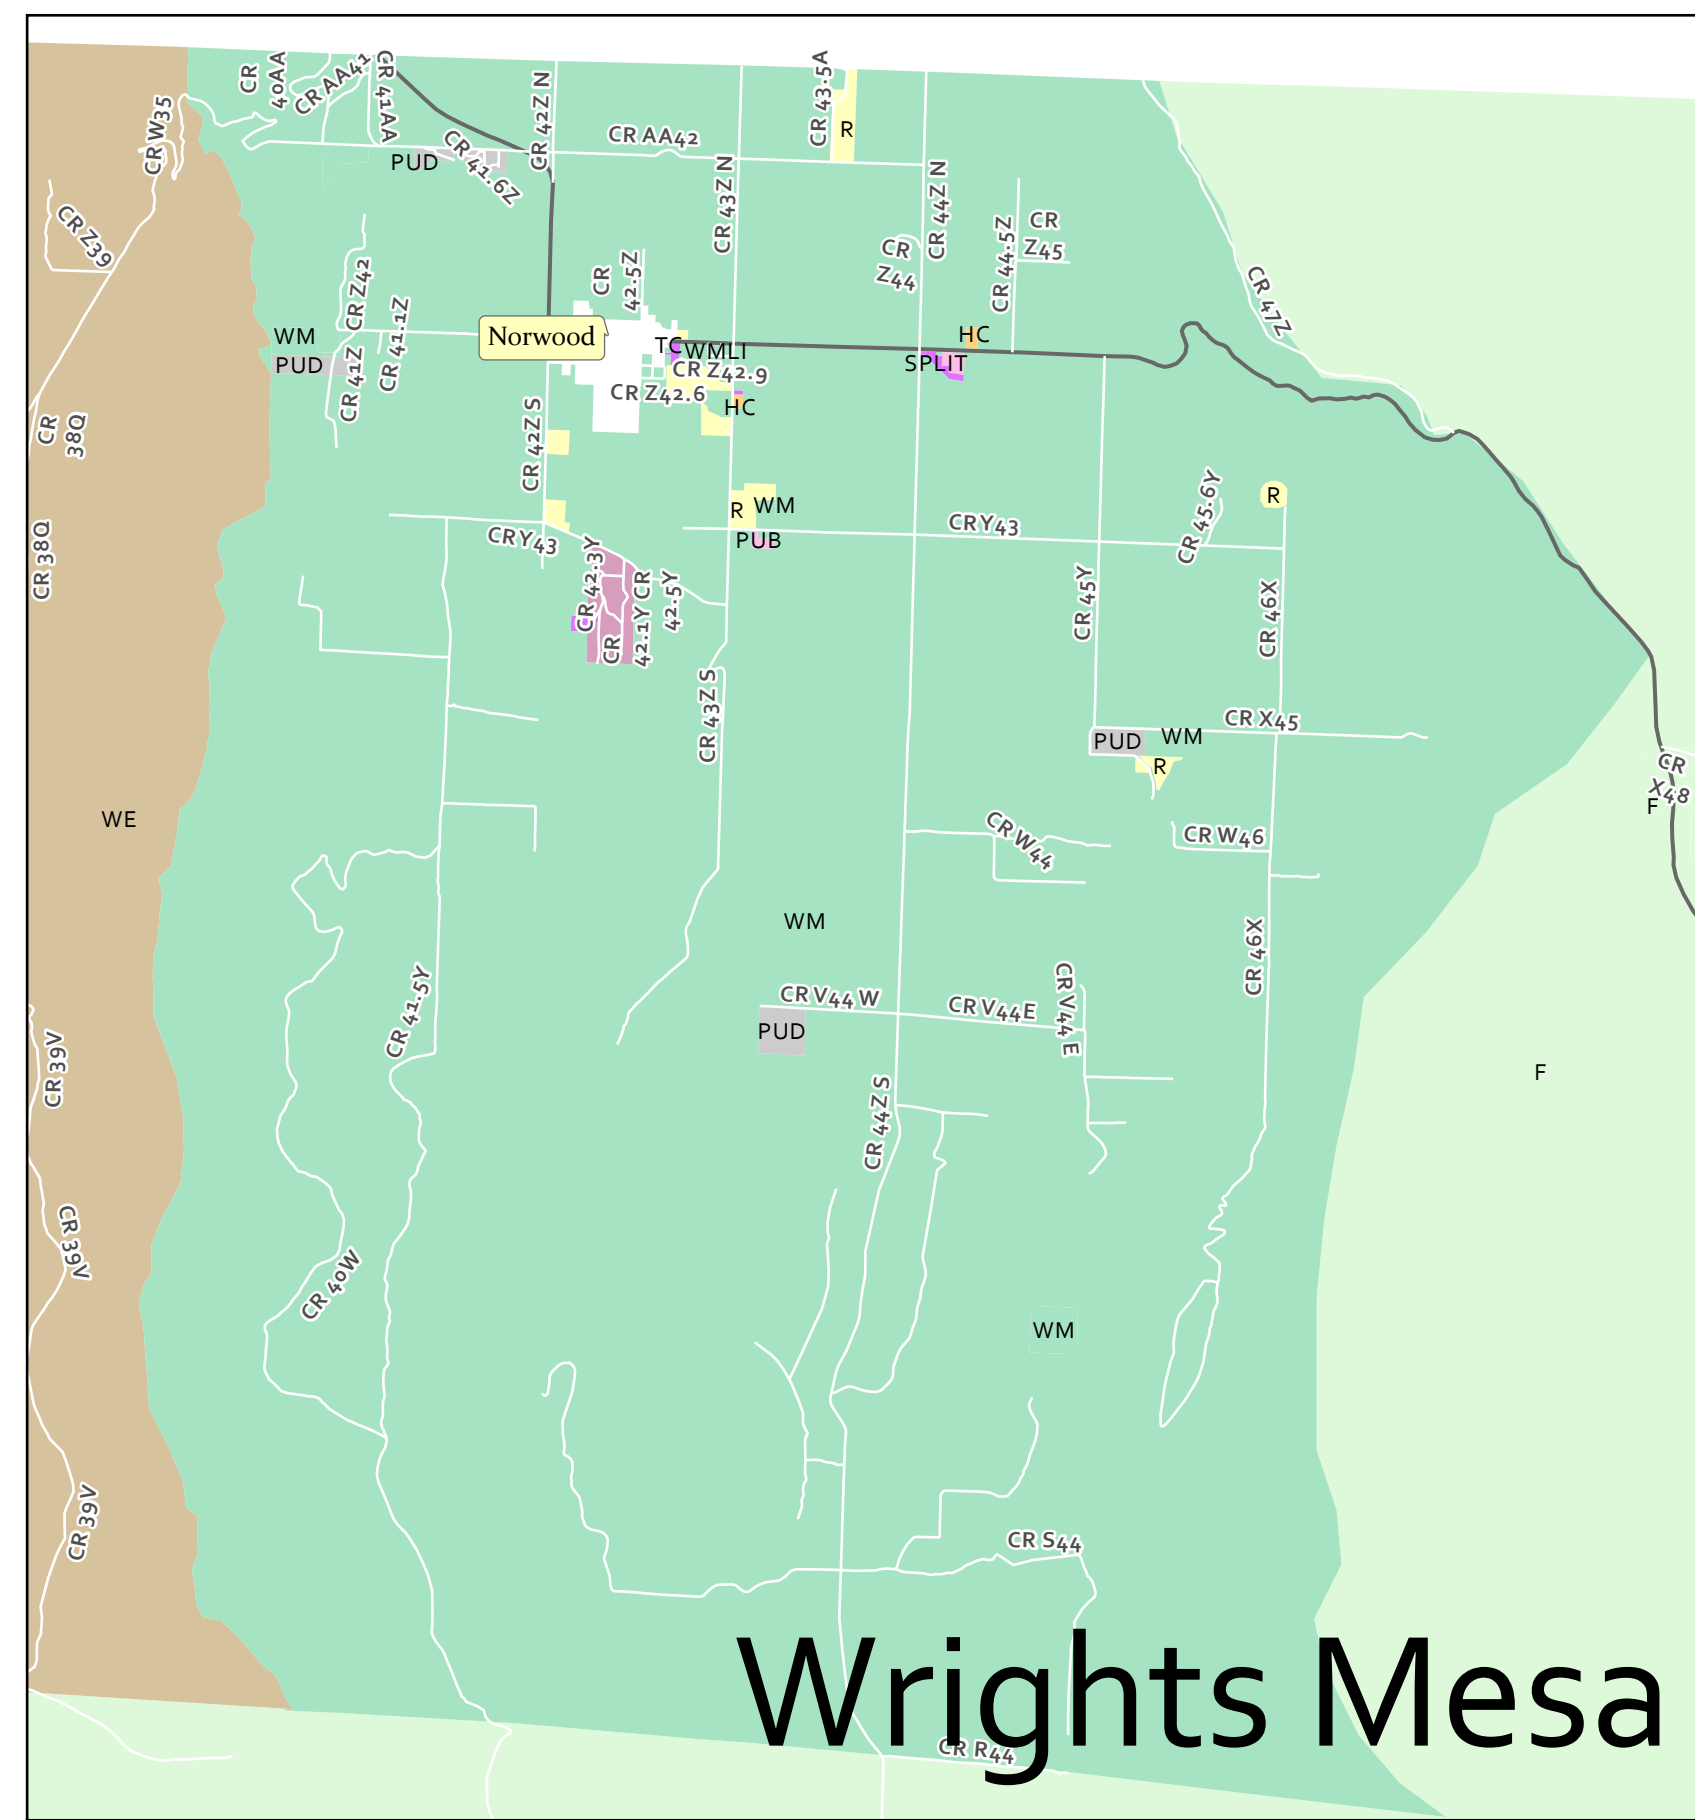 CR
40AA
CR AA41
CR 41AA
CR W35
CR 42Z N
CR AA42
CR 43.5A
R
PUD
CR 41.6Z
CR 43Z N
CR 44Z N
CR Z39
CR
Z44
CR 44.5Z
CR
Z45
CR Z42
CR 41.1Z
CR
42.5Z
CR 47Z
WM
PUD
CR 41Z
Norwood
TC
WMLI
CR Z42.9
CR Z42.6
HC
HC
SPLIT
CR
38Q
CR 42Z S
R
WM
PUB
CR Y43
CR Y43
CR 45.6Y
R
CR 38Q
CR 42.3Y
CR
42.1Y
CR
42.5Y
CR 45Y
CR 46X
CR 43Z S
CR X45
PUD
WM
R
CR
X48
F
WE
CR W44
CR W46
WM
CR 46X
CR 41.5Y
CR V44 W
CR V44E
CR V44 E
PUD
CR 39V
F
CR 44Z S
CR 39V
CR 40W
WM
CR 39V
CR S44
Wrights Mesa
CR R44